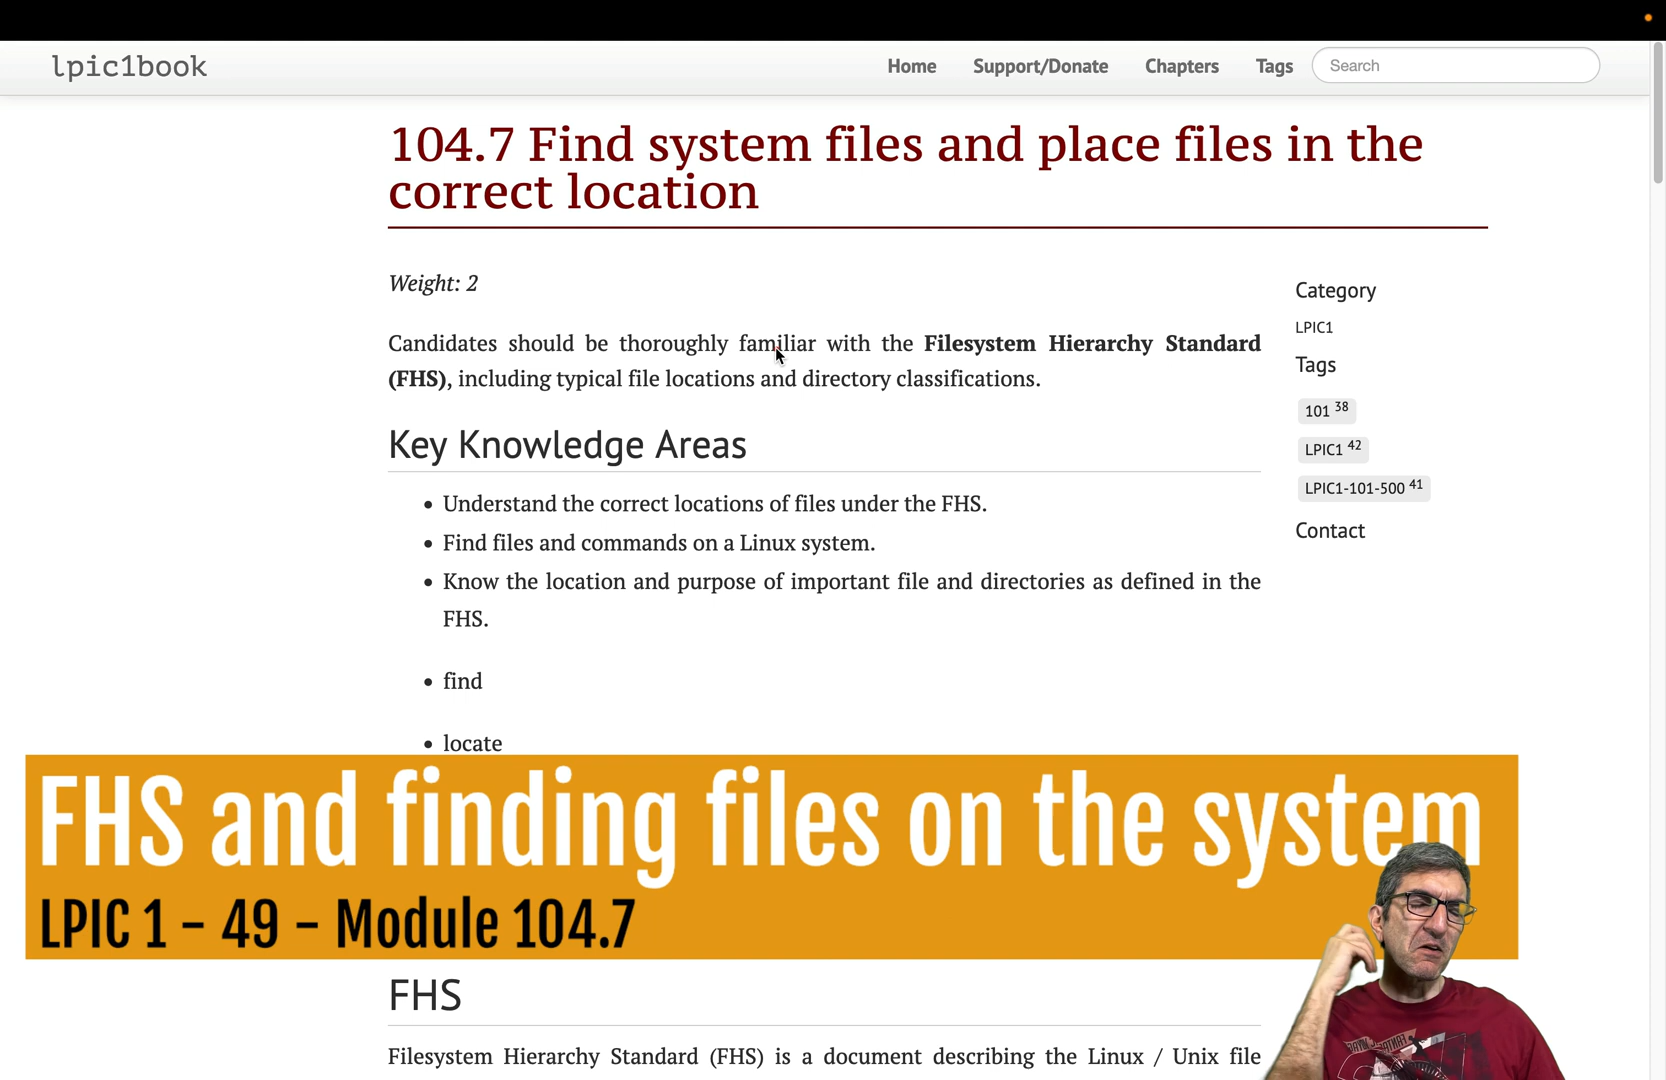 lpic1book
Home Support/Donate Chapters Tags Search
104.7 Find system files and place files in the
correct location
Weight: 2
Candidates should be thoroughly familiar with the Filesystem Hierarchy Standard
(FHS), including typical file locations and directory classifications.
Key Knowledge Areas
• Understand the correct locations of files under the FHS.
• Find files and commands on a Linux system.
• Know the location and purpose of important file and directories as defined in the
FHS.
• find
• locate
Category
LPIC1
Tags
101 38
LPIC1 42
LPIC1-101-500 41
Contact
FHS and finding files on the system
LPIC 1 - 49 - Module 104.7
FHS
Filesystem Hierarchy Standard (FHS) is a document describing the Linux / Unix file